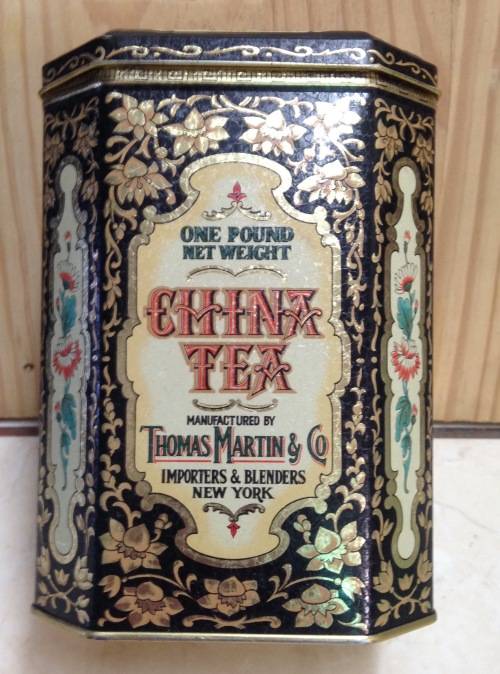 ONE POUND
NET WEIGHT
CHINA
TEA
MANUFACTURED BY
THOMAS MARTIN & CO
IMPORTERS & BLENDERS
NEW YORK